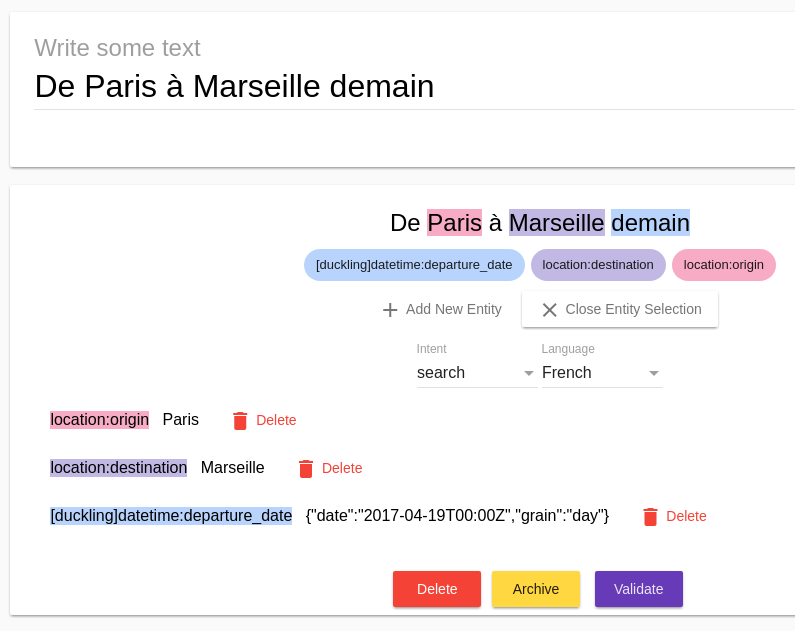 Write some text
De Paris à Marseille demain
De Paris à Marseille demain
[duckling]datetime:departure_date location:destination location:origin
Add New Entity Close Entity Selection
Intent Language
search French
location:origin Paris Delete
location:destination Marseille Delete
[duckling]datetime:departure_date {"date":"2017-04-19T00:00Z","grain":"day"} Delete
Delete Archive Validate